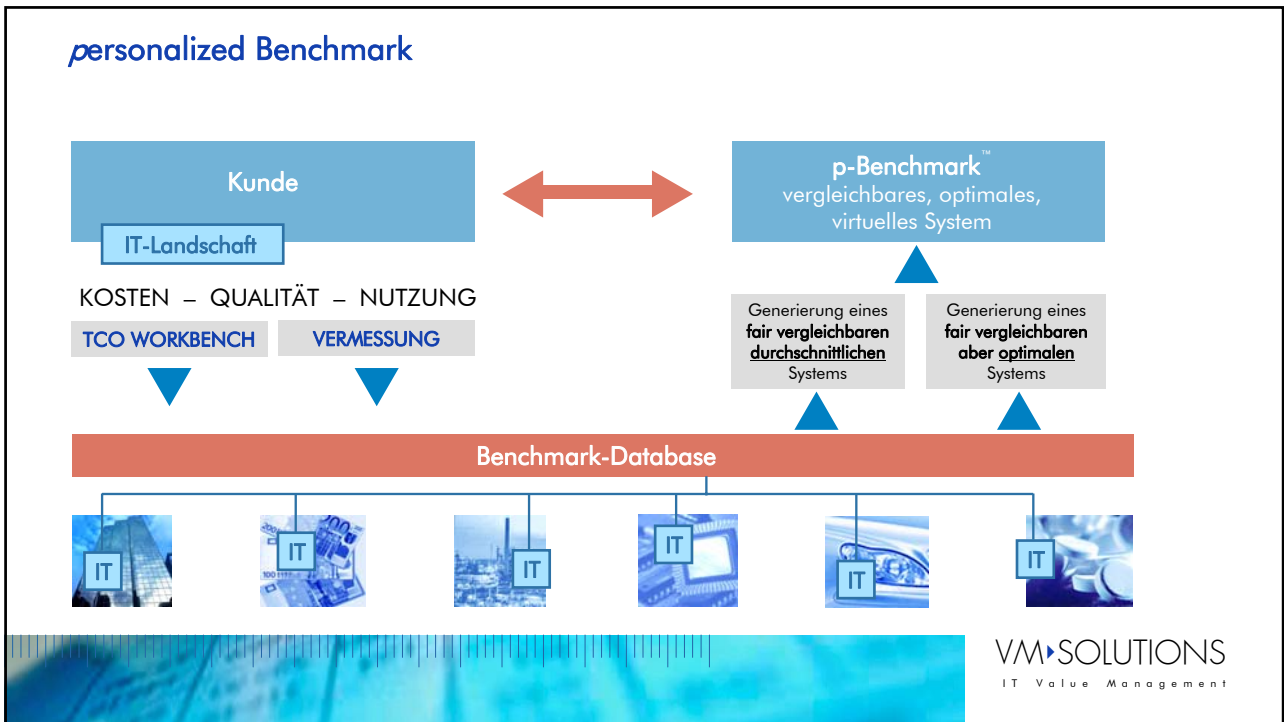 personalized Benchmark
Kunde
IT-Landschaft
KOSTEN – QUALITÄT – NUTZUNG
TCO WORKBENCH
VERMESSUNG
p-Benchmark™
vergleichbares, optimales,
virtuelles System
Generierung eines
fair vergleichbaren
durchschnittlichen
Systems
Generierung eines
fair vergleichbaren
aber optimalen
Systems
Benchmark-Database
IT
IT
IT
IT
IT
IT
VM SOLUTIONS
IT Value Management